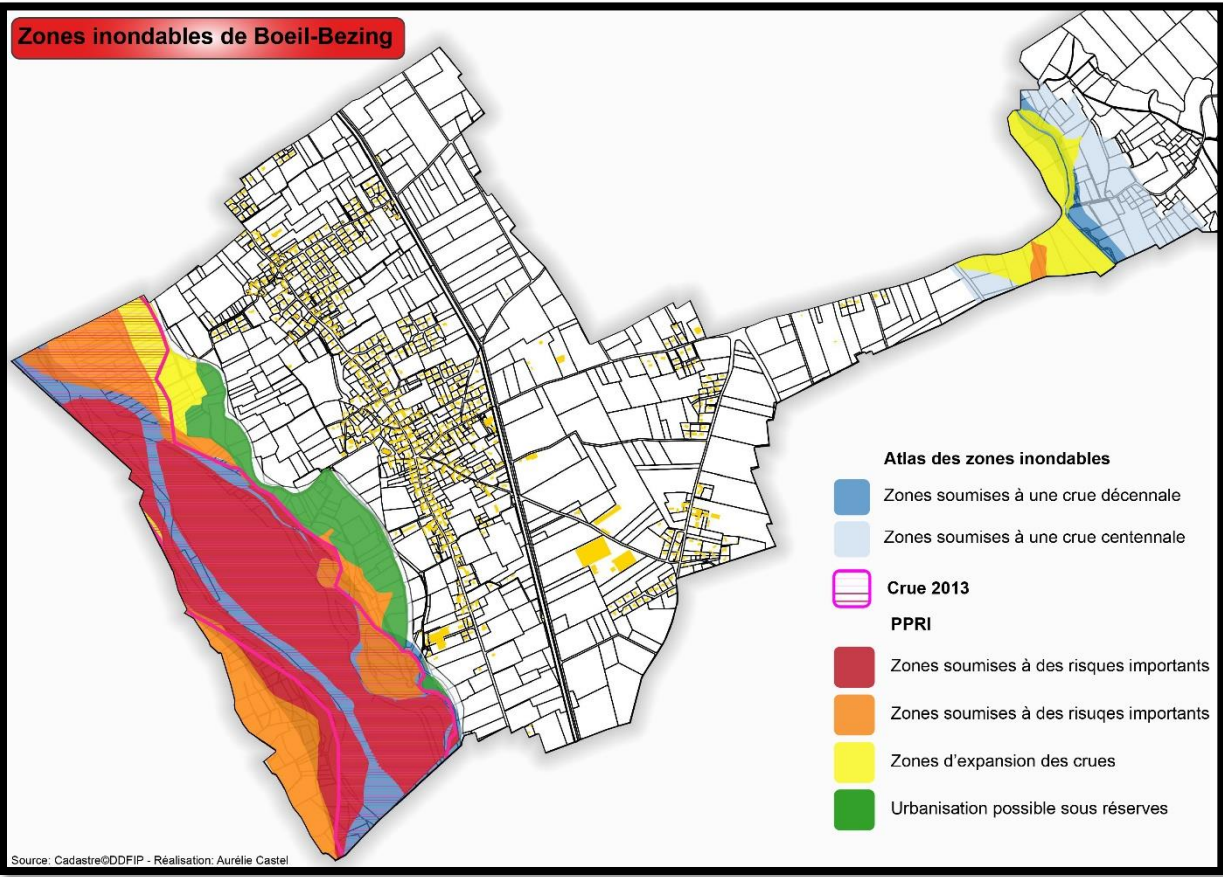 Zones inondables de Boeil-Bezing
Atlas des zones inondables
Zones soumises à une crue décennale
Zones soumises à une crue centennale
Crue 2013
PPRI
Zones soumises à des risques importants
Zones soumises à des risuqes importants
Zones d'expansion des crues
Urbanisation possible sous réserves
Source: Cadastre©DDFIP - Réalisation: Aurélie Castel